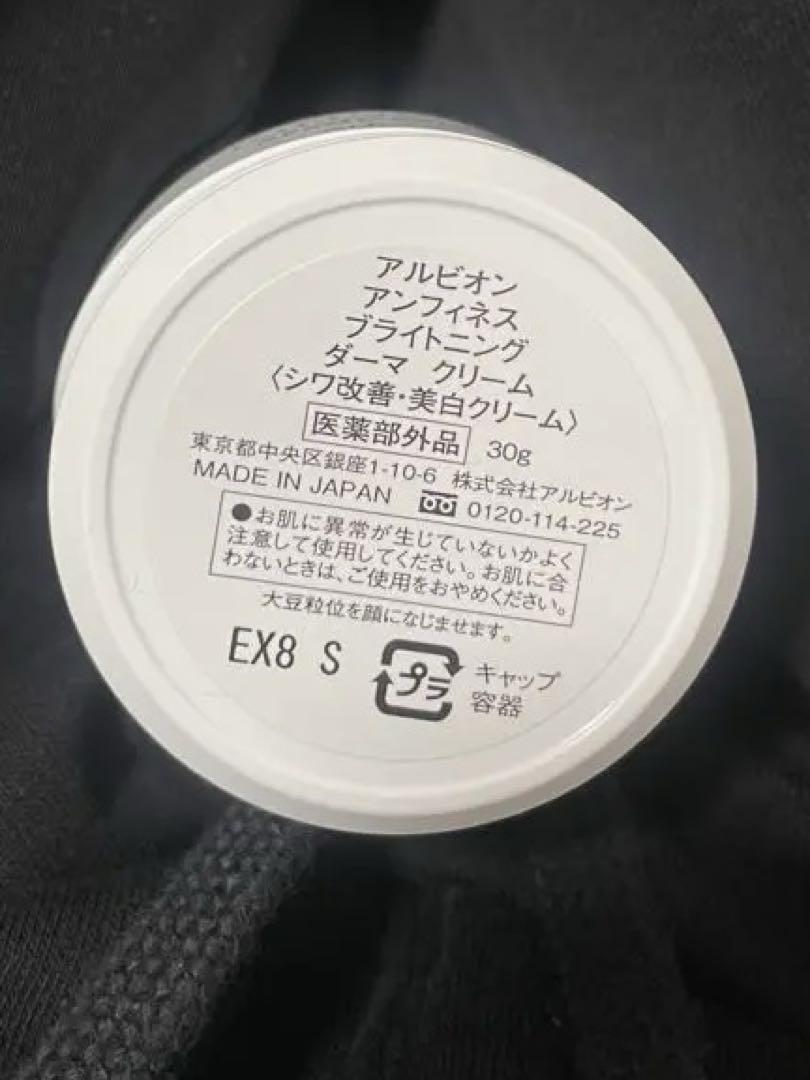 アルビオン
アンフィネス
ブライトニング
ダーマ クリーム
〈シワ改善・美白クリーム〉
医薬部外品 30g
東京都中央区銀座1-10-6 株式会社アルビオン
MADE IN JAPAN 0120-114-225
●お肌に異常が生じていないかよく
注意して使用してください。お肌に合
わないときは、ご使用をおやめください。
大豆粒位を顔になじませます。
EX8 S
プラ キャップ
容器